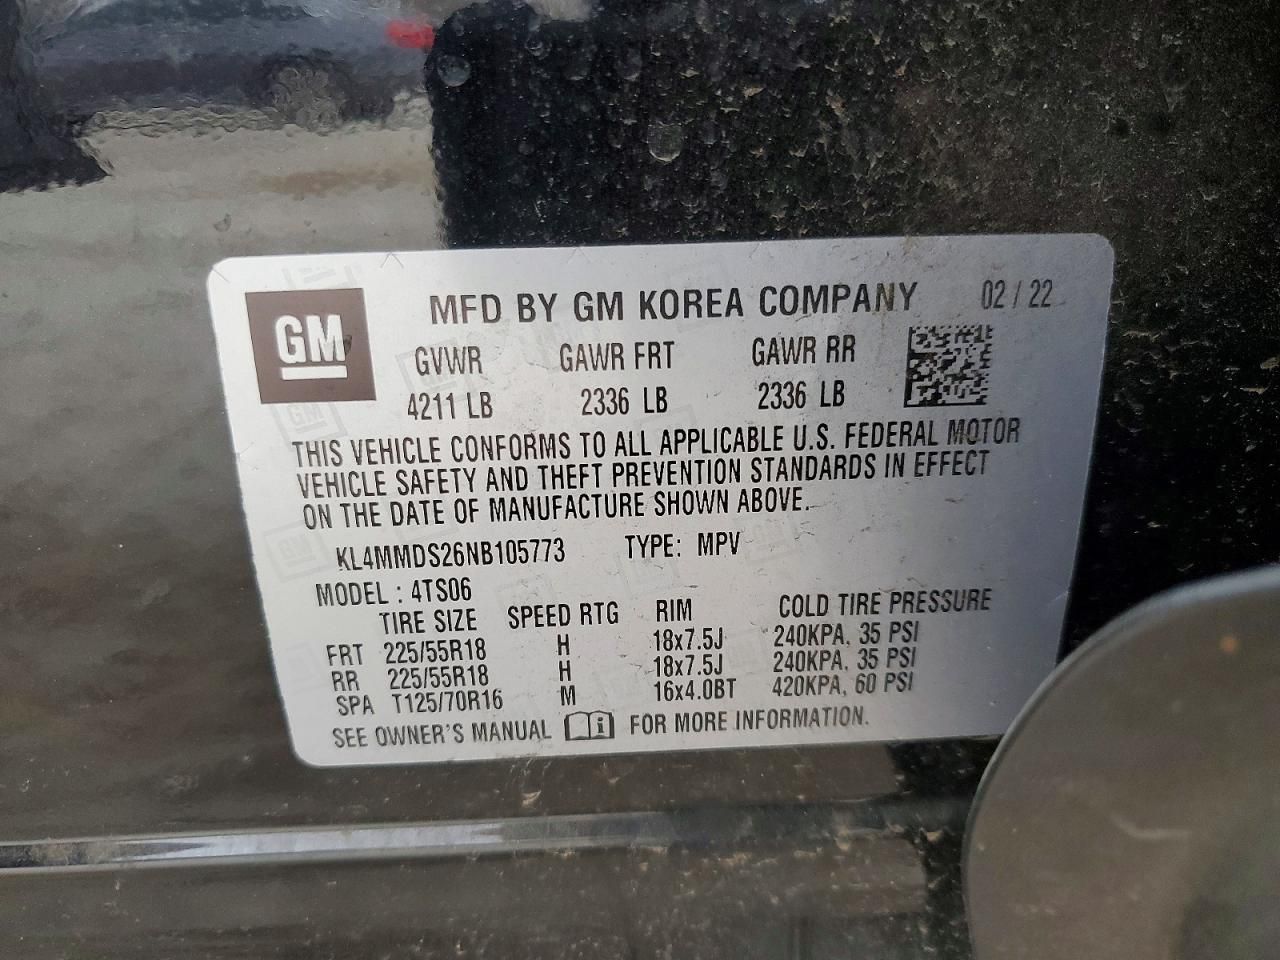 GM
MFD BY GM KOREA COMPANY 02 / 22
GVWR GAWR FRT GAWR RR
4211 LB 2336 LB 2336 LB
THIS VEHICLE CONFORMS TO ALL APPLICABLE U.S. FEDERAL MOTOR
VEHICLE SAFETY AND THEFT PREVENTION STANDARDS IN EFFECT
ON THE DATE OF MANUFACTURE SHOWN ABOVE.
KL4MMDS26NB105773 TYPE: MPV
MODEL : 4TS06
TIRE SIZE SPEED RTG RIM COLD TIRE PRESSURE
FRT 225/55R18 H 18x7.5J 240KPA, 35 PSI
RR 225/55R18 H 18x7.5J 240KPA, 35 PSI
SPA T125/70R16 M 16x4.0BT 420KPA, 60 PSI
SEE OWNER'S MANUAL FOR MORE INFORMATION.